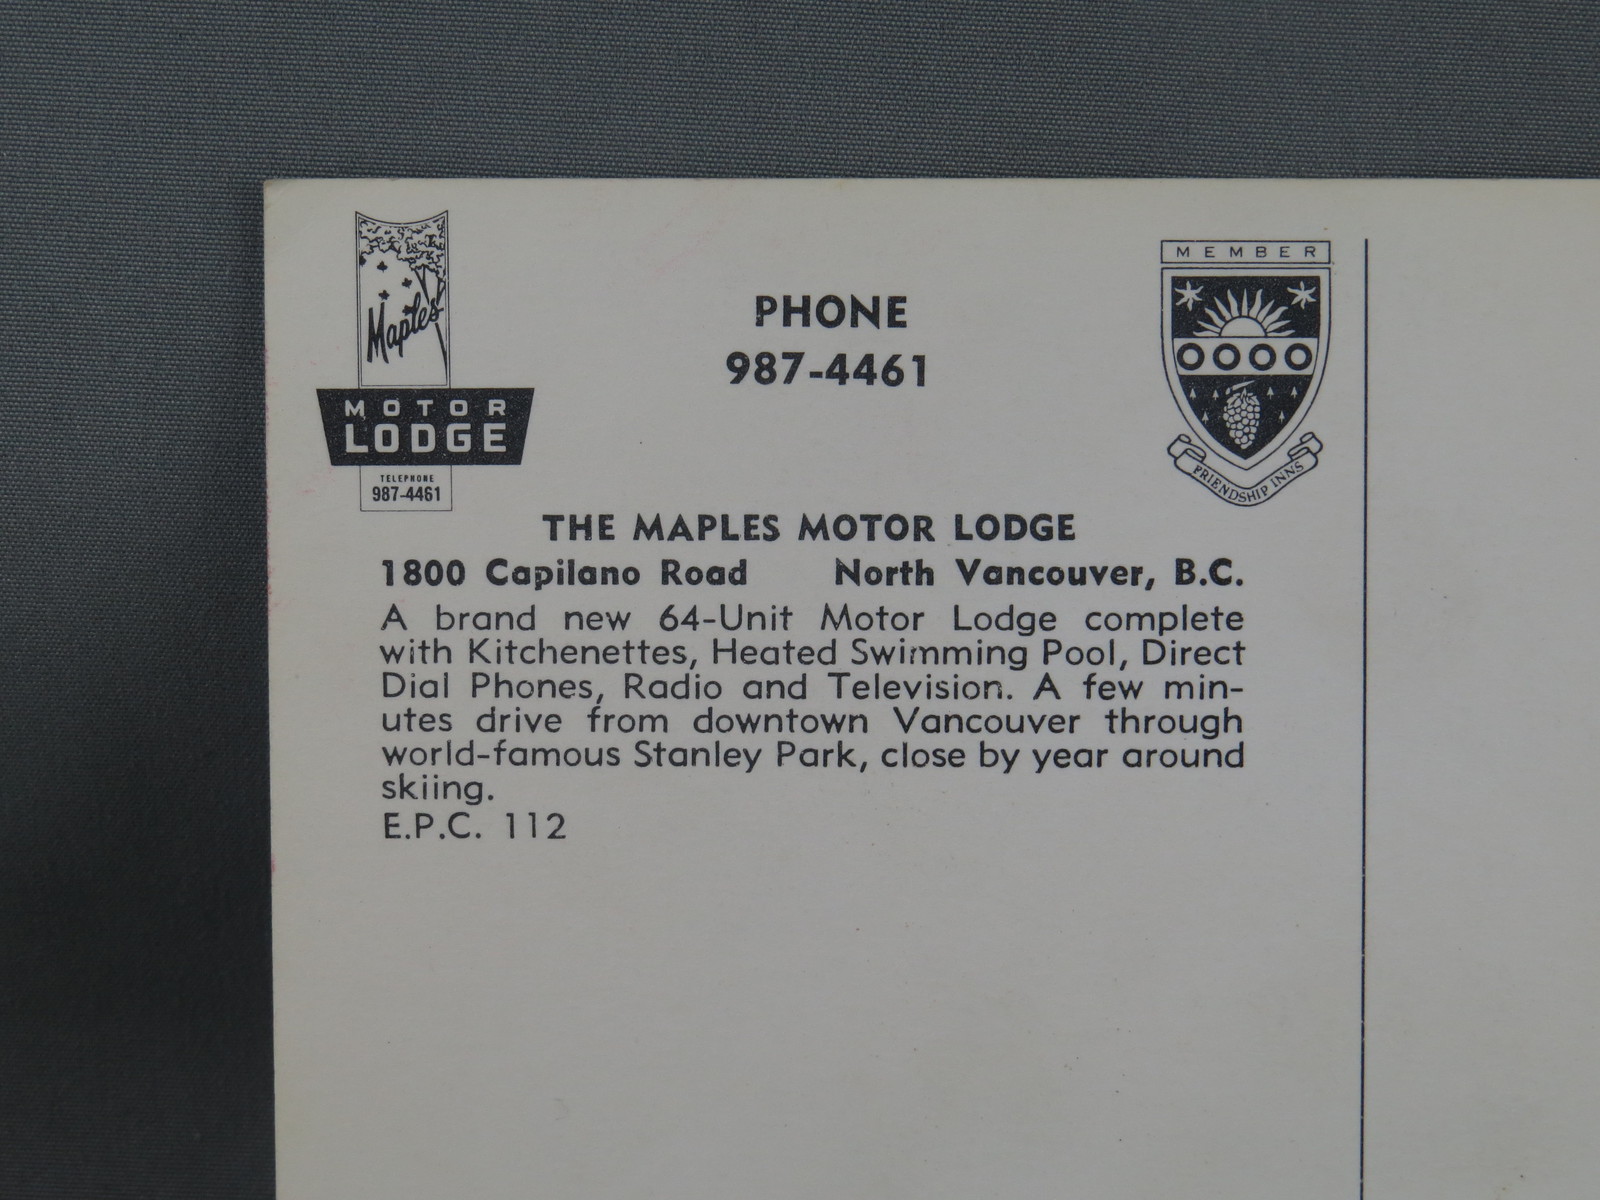 Maples
MOTOR
LODGE
TELEPHONE
987-4461
PHONE
987-4461
MEMBER
FRIENDSHIP INNS
THE MAPLES MOTOR LODGE
1800 Capilano Road North Vancouver, B.C.
A brand new 64-Unit Motor Lodge complete
with Kitchenettes, Heated Swimming Pool, Direct
Dial Phones, Radio and Television. A few min-
utes drive from downtown Vancouver through
world-famous Stanley Park, close by year around
skiing.
E.P.C. 112